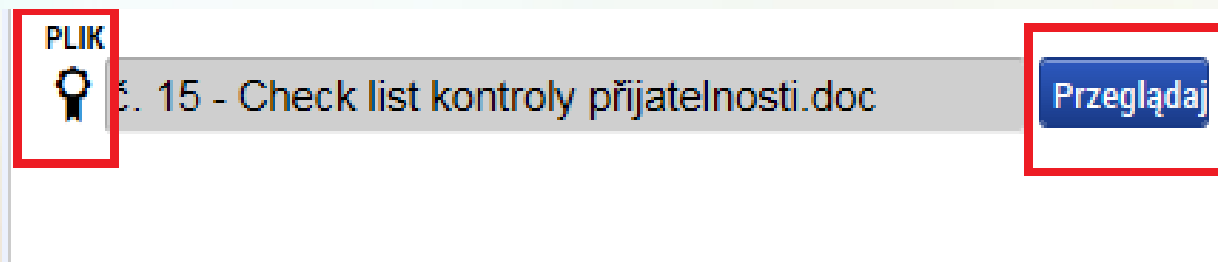 PLIK
č. 15 - Check list kontroly přijatelnosti.doc
Przeglądaj